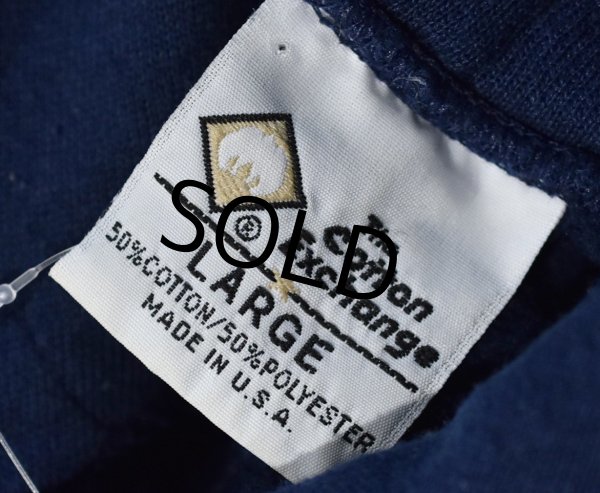 The
Cotton
Exchange
®
LARGE
50%COTTON/50%POLYESTER
MADE IN U.S.A.
SOLD